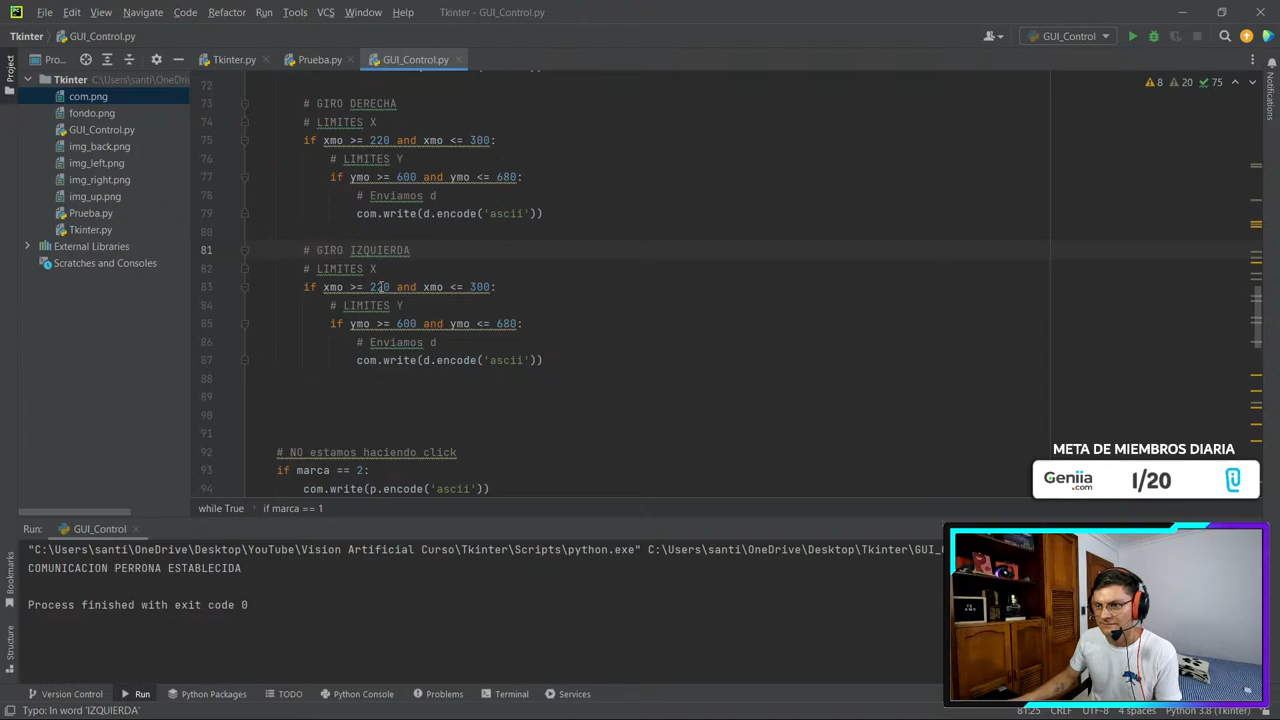 File Edit View Navigate Code Refactor Run Tools VCS Window Help Tkinter - GUI_Control.py
Tkinter GUI_Control.py GUI_Control
Pro... Tkinter.py Prueba.py GUI_Control.py
Project
Notifications
Bookmarks
Structure
Tkinter C:\Users\santi\OneDri
com.png
fondo.png
GUI_Control.py
img_back.png
img_left.png
img_right.png
img_up.png
Prueba.py
Tkinter.py
External Libraries
Scratches and Consoles
8 20 75
72
73 # GIRO DERECHA
74 # LIMITES X
75 if xmo >= 220 and xmo <= 300:
76 # LIMITES Y
77 if ymo >= 600 and ymo <= 680:
78 # Enviamos d
79 com.write(d.encode('ascii'))
80
81 # GIRO IZQUIERDA
82 # LIMITES X
83 if xmo >= 220 and xmo <= 300:
84 # LIMITES Y
85 if ymo >= 600 and ymo <= 680:
86 # Enviamos d
87 com.write(d.encode('ascii'))
88
89
90
91
92 # NO estamos haciendo click
93 if marca == 2:
94 com.write(p.encode('ascii'))
while True if marca == 1
META DE MIEMBROS DIARIA
Geniia.com 1/20
Run: GUI_Control
"C:\Users\santi\OneDrive\Desktop\YouTube\Vision Artificial Curso\Tkinter\Scripts\python.exe" C:\Users\santi\OneDrive\Desktop\Tkinter\GUI_C
COMUNICACION PERRONA ESTABLECIDA
Process finished with exit code 0
Version Control Run Python Packages TODO Python Console Problems Terminal Services
Typo: In word 'IZQUIERDA' 81:25 CRLF UTF-8 4 spaces Python 3.8 (Tkinter)